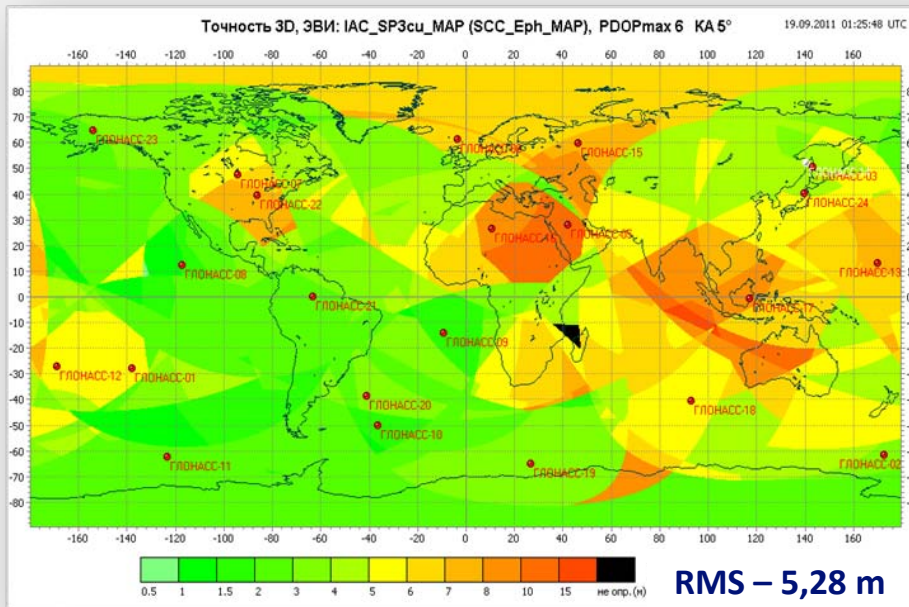 Точность 3D, ЭВИ: IAC_SP3cu_MAP (SCC_Eph_MAP), PDOPmax 6 КА 5° 19.09.2011 01:25:48 UTC
-160 -140 -120 -100 -80 -60 -40 -20 0 20 40 60 80 100 120 140 160
80
70
60
50
40
30
20
10
0
-10
-20
-30
-40
-50
-60
-70
-80
ГЛОНАСС-23
ГЛОНАСС-15
ГЛОНАСС-07
ГЛОНАСС-03
ГЛОНАСС-22
ГЛОНАСС-24
ГЛОНАСС-05
ГЛОНАСС-08
ГЛОНАСС-13
ГЛОНАСС-21
ГЛОНАСС-17
ГЛОНАСС-09
ГЛОНАСС-12
ГЛОНАСС-01
ГЛОНАСС-20
ГЛОНАСС-18
ГЛОНАСС-10
ГЛОНАСС-11
ГЛОНАСС-19
ГЛОНАСС-02
-160 -140 -120 -100 -80 -60 -40 -20 0 20 40 60 80 100 120 140 160
0.5 1 1.5 2 3 4 5 6 7 8 10 15 не опр.(м)
RMS – 5,28 m